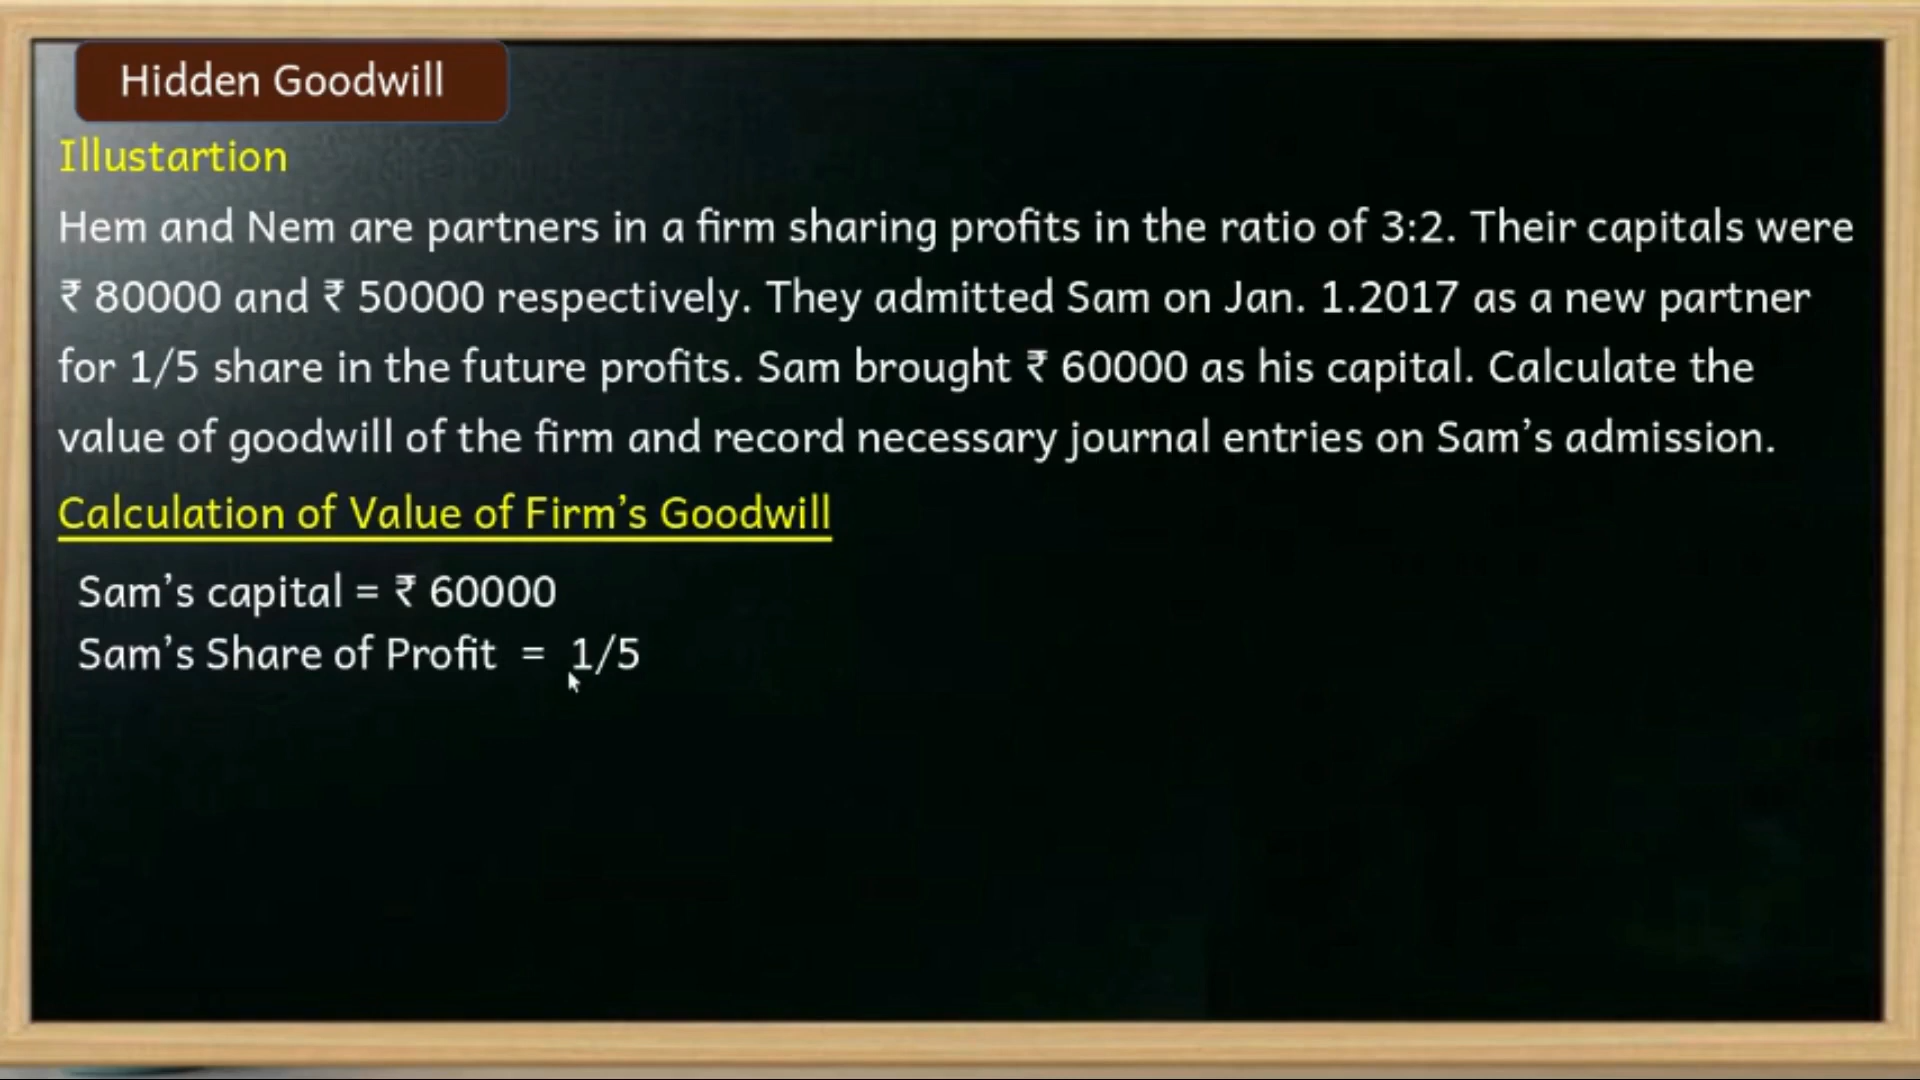 Hidden Goodwill
Illustartion
Hem and Nem are partners in a firm sharing profits in the ratio of 3:2. Their capitals were
₹ 80000 and ₹ 50000 respectively. They admitted Sam on Jan. 1.2017 as a new partner
for 1/5 share in the future profits. Sam brought ₹ 60000 as his capital. Calculate the
value of goodwill of the firm and record necessary journal entries on Sam’s admission.
Calculation of Value of Firm’s Goodwill
Sam’s capital = ₹ 60000
Sam’s Share of Profit = 1/5